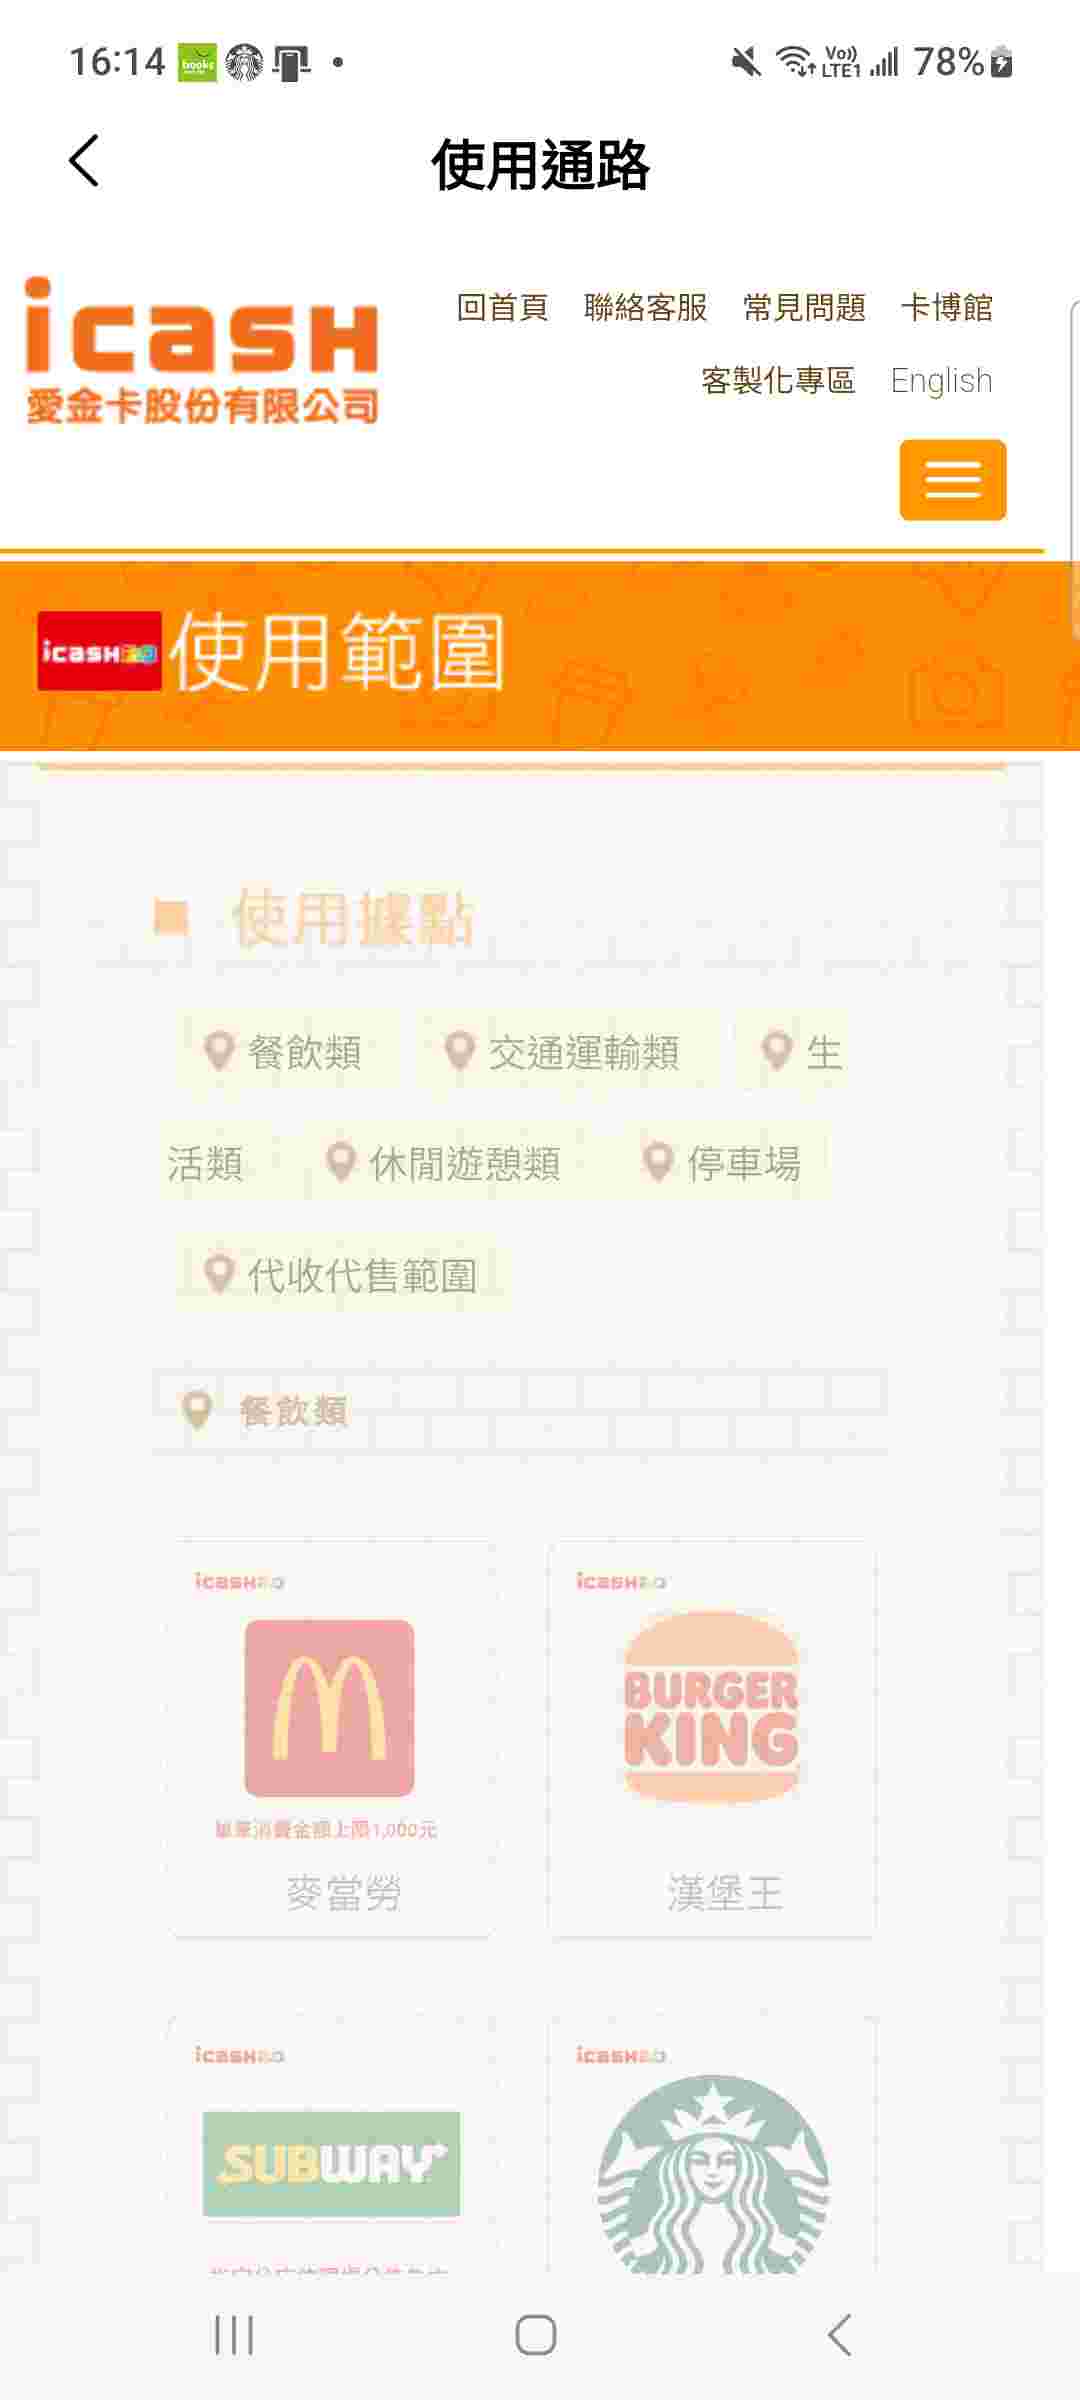 16:14 books
Vo)) LTE1 78%
使用通路
icash
愛金卡股份有限公司
回首頁 聯絡客服 常見問題 卡博館
客製化專區 English
icash2.0 使用範圍
使用據點
餐飲類 交通運輸類 生
活類 休閒遊憩類 停車場
代收代售範圍
餐飲類
icash2.0 icash2.0
BURGER
KING
單筆消費金額上限1,000元
麥當勞 漢堡王
icash2.0 icash2.0
SUBWAY